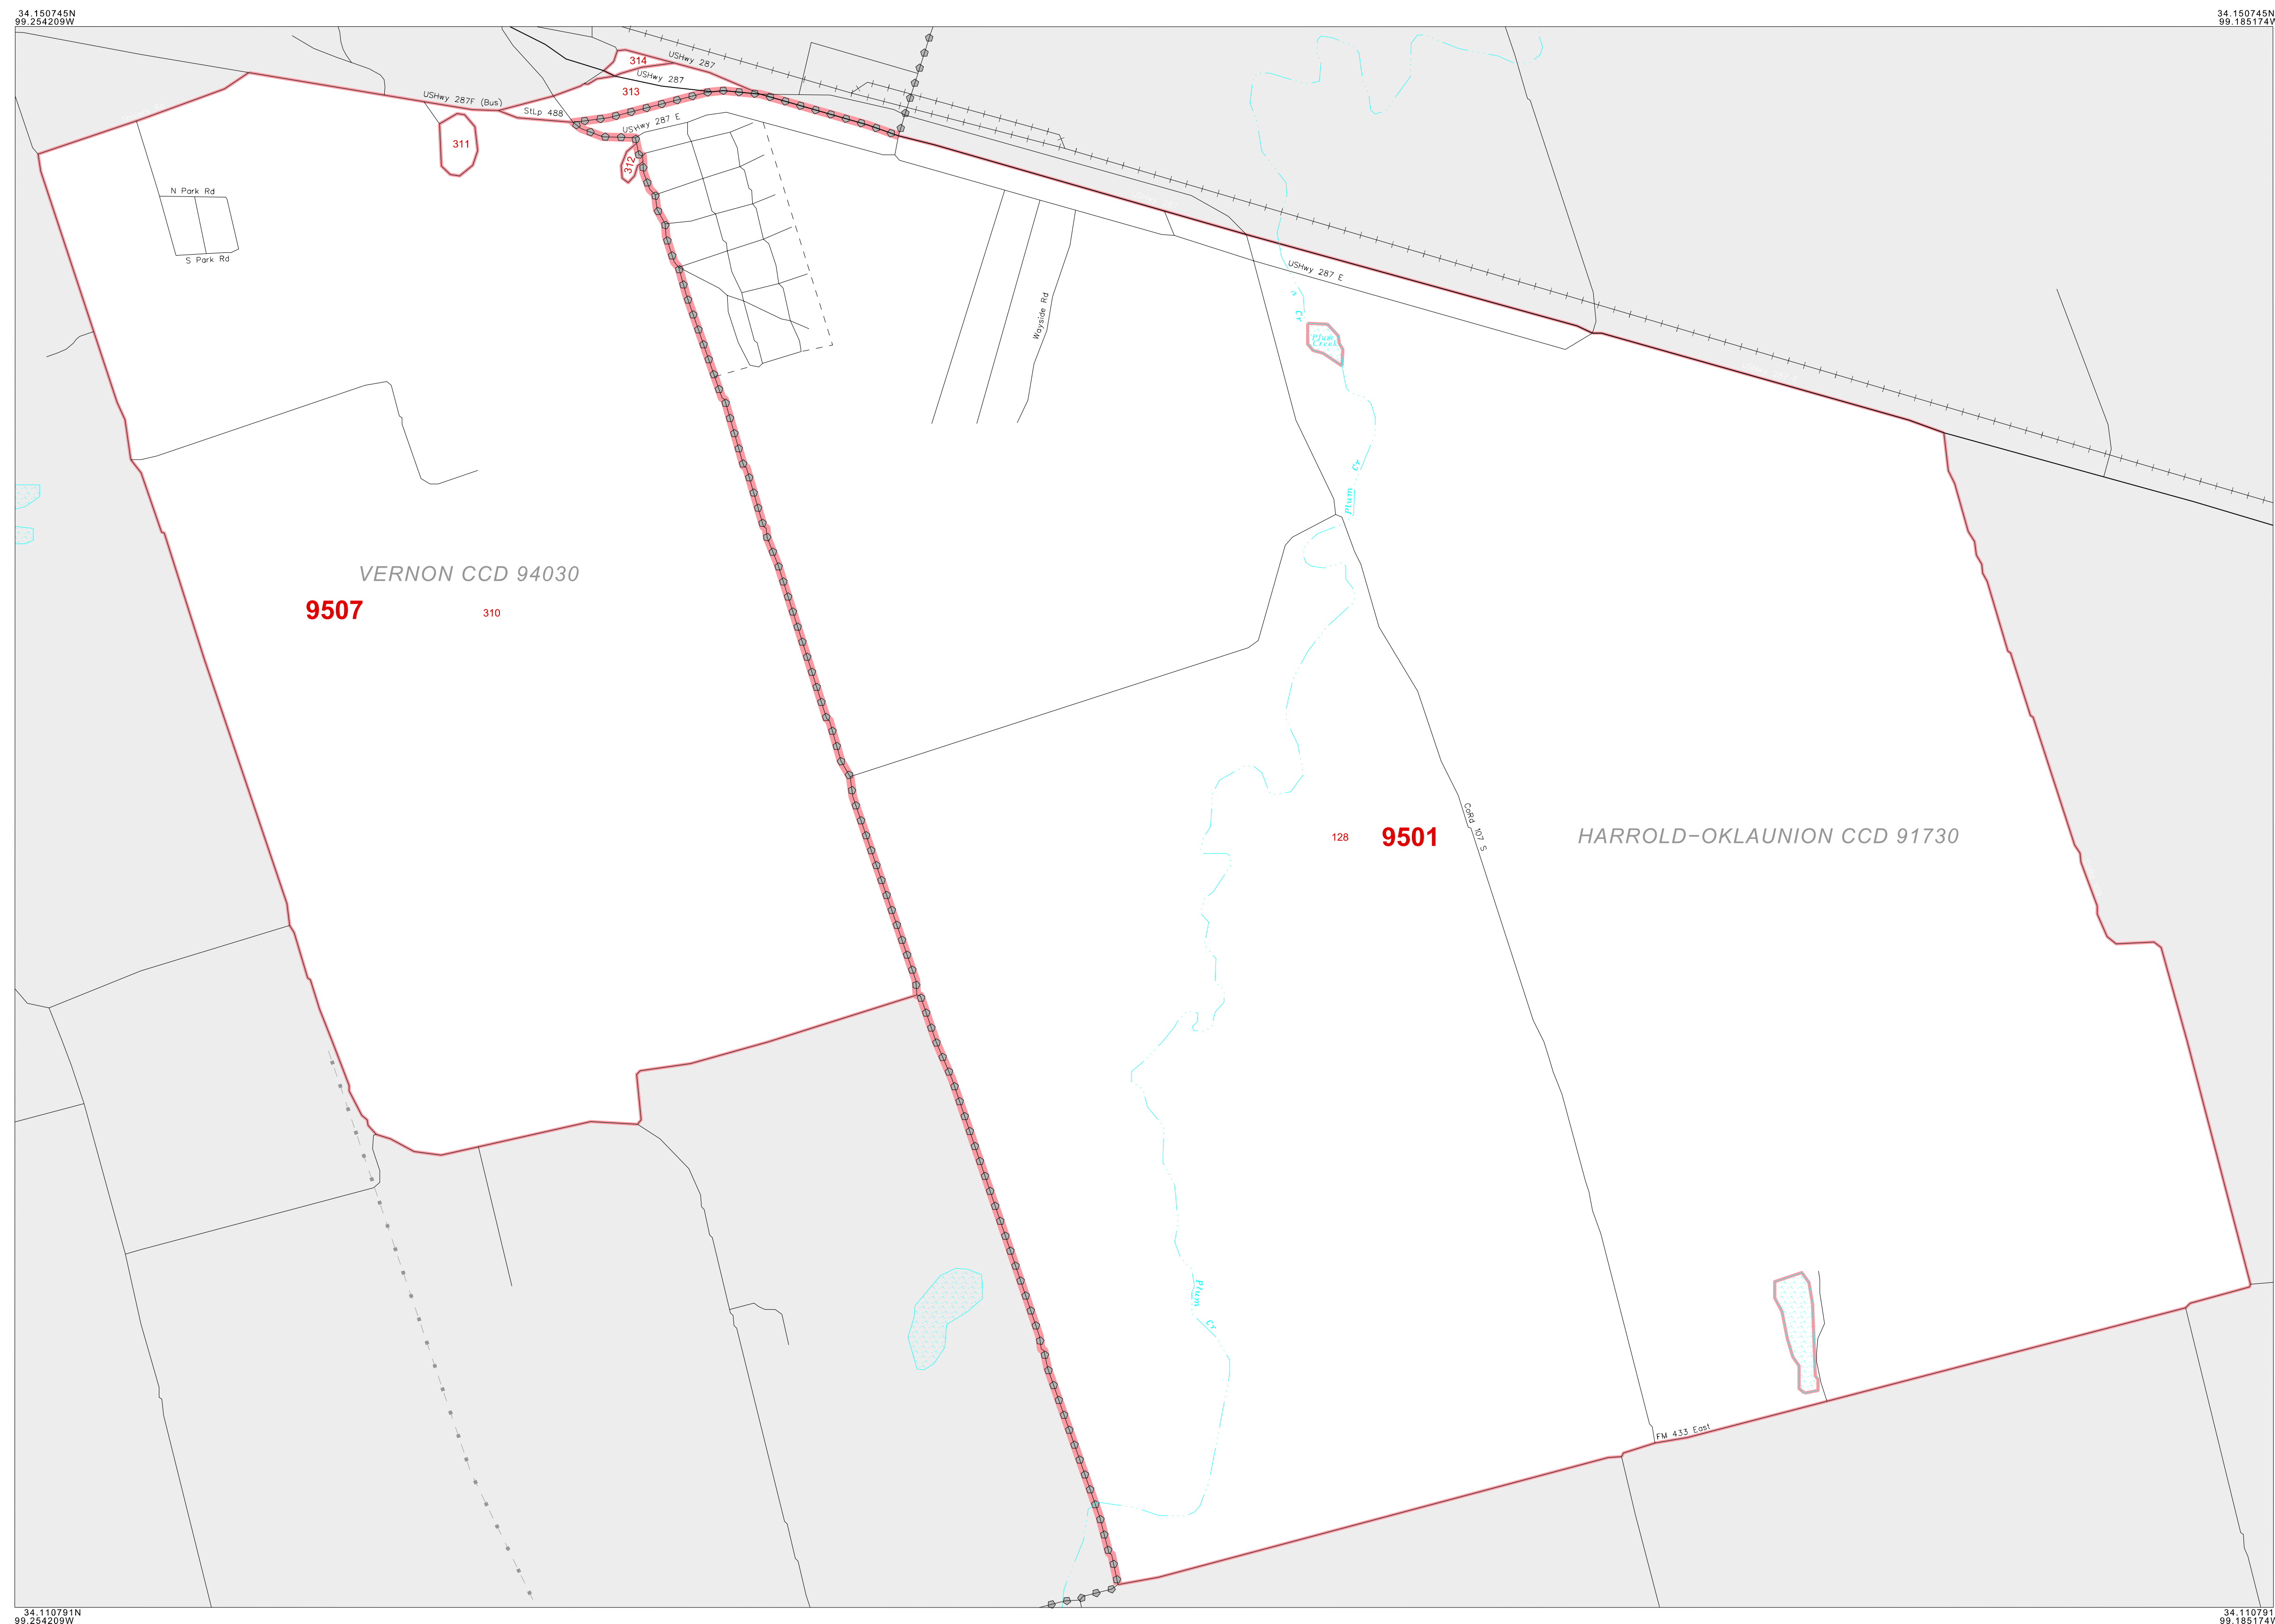 34.150745N
99.254209W
34.150745N
99.185174W
314
USHwy 287
USHwy 287
313
USHwy 287F (Bus)
StLp 488
USHwy 287 E
311
312
N Park Rd
S Park Rd
USHwy 287 E
Wayside Rd
Cr
Plum
Creek
Cr
Plum
VERNON CCD 94030
9507
310
CoRd 107 S
128
9501
HARROLD-OKLAUNION CCD 91730
Plum
Cr
FM 433 East
34.110791N
99.254209W
34.110791
99.185174W